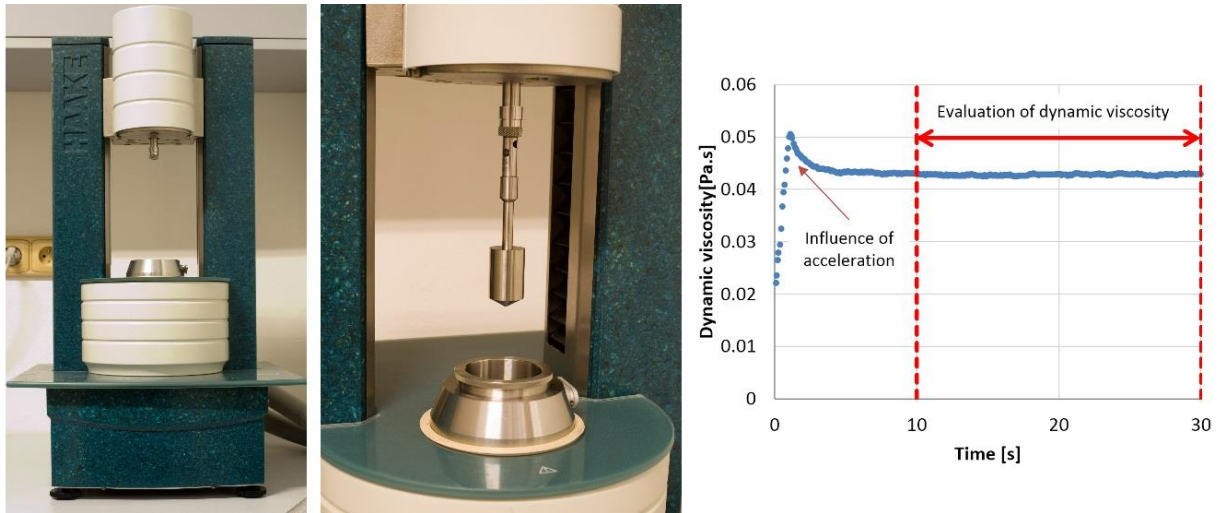 HAAKE
0.06
0.05
0.04
0.03
0.02
0.01
0
Dynamic viscosity[Pa.s]
Evaluation of dynamic viscosity
Influence of
acceleration
0
10
20
30
Time [s]